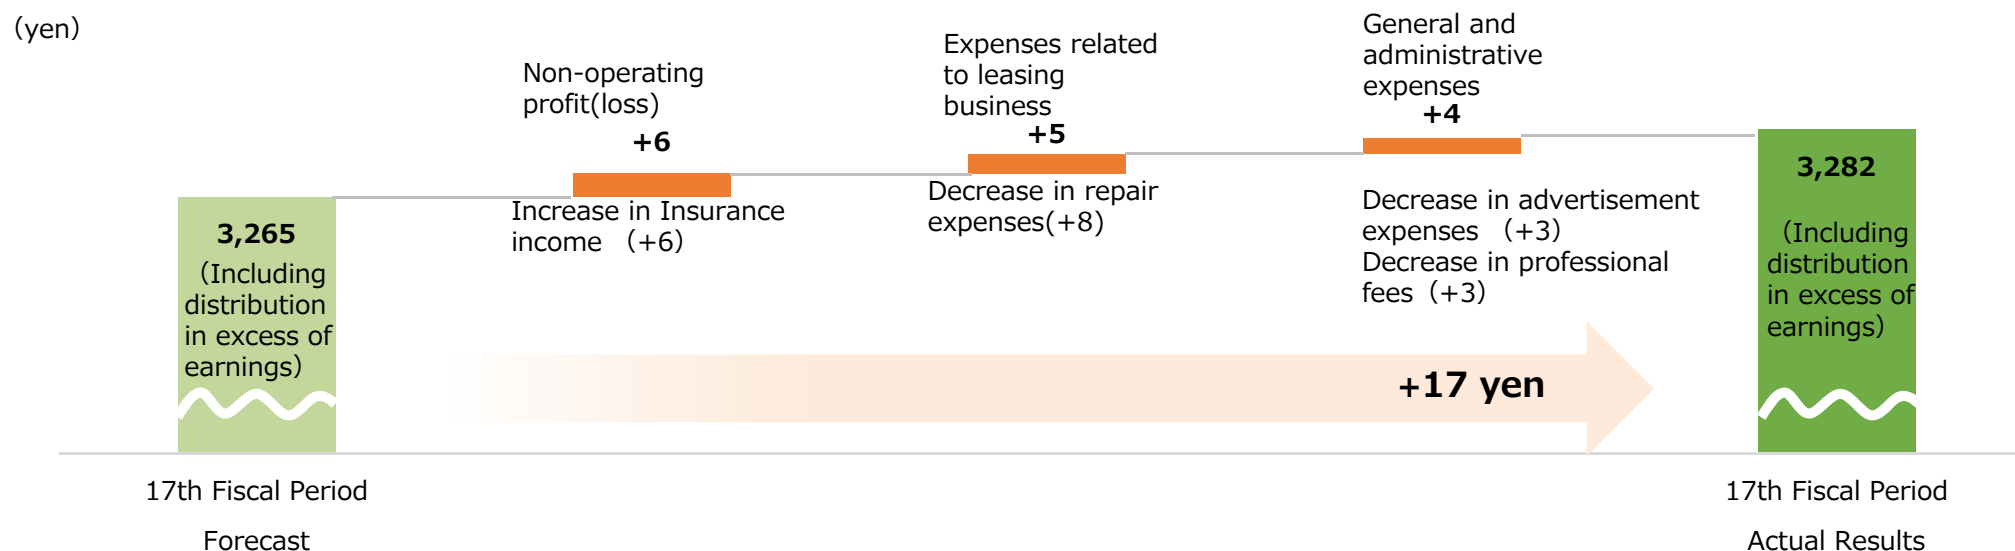 (yen)
Non-operating
profit(loss)
+6
Increase in Insurance
income （+6）
Expenses related
to leasing
business
+5
Decrease in repair
expenses(+8)
General and
administrative
expenses
+4
Decrease in advertisement
expenses （+3）
Decrease in professional
fees（+3）
3,265
（Including
distribution
in excess of
earnings）
3,282
（Including
distribution
in excess of
earnings）
+17 yen
17th Fiscal Period
Forecast
17th Fiscal Period
Actual Results